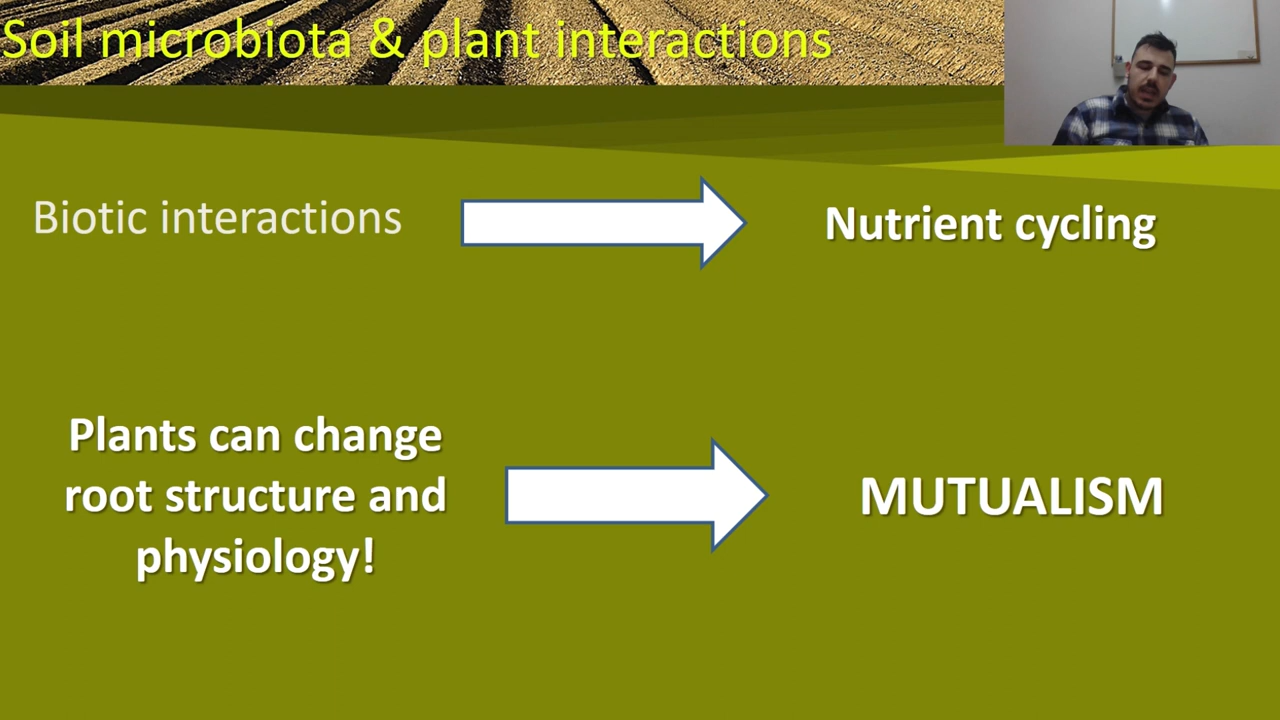 Soil microbiota & plant interactions
Biotic interactions
Nutrient cycling
Plants can change
root structure and
physiology!
MUTUALISM